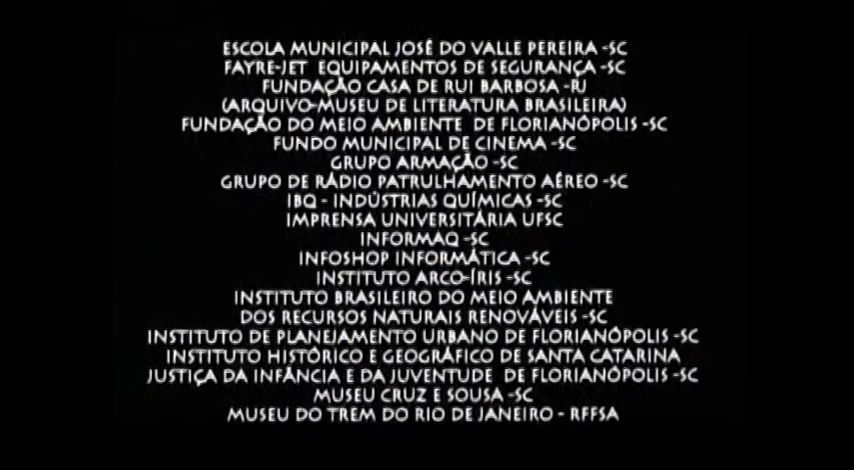 ESCOLA MUNICIPAL JOSÉ DO VALLE PEREIRA -SC
FAYRE-JET EQUIPAMENTOS DE SEGURANÇA -SC
FUNDAÇÃO CASA DE RUI BARBOSA -RJ
(ARQUIVO-MUSEU DE LITERATURA BRASILEIRA)
FUNDAÇÃO DO MEIO AMBIENTE DE FLORIANÓPOLIS -SC
FUNDO MUNICIPAL DE CINEMA -SC
GRUPO ARMAÇÃO -SC
GRUPO DE RÁDIO PATRULHAMENTO AÉREO -SC
IBQ - INDÚSTRIAS QUÍMICAS -SC
IMPRENSA UNIVERSITÁRIA UFSC
INFORMAQ -SC
INFOSHOP INFORMÁTICA -SC
INSTITUTO ARCO-ÍRIS -SC
INSTITUTO BRASILEIRO DO MEIO AMBIENTE
DOS RECURSOS NATURAIS RENOVÁVEIS -SC
INSTITUTO DE PLANEJAMENTO URBANO DE FLORIANÓPOLIS -SC
INSTITUTO HISTÓRICO E GEOGRÁFICO DE SANTA CATARINA
JUSTIÇA DA INFÂNCIA E DA JUVENTUDE DE FLORIANÓPOLIS -SC
MUSEU CRUZ E SOUSA -SC
MUSEU DO TREM DO RIO DE JANEIRO - RFFSA